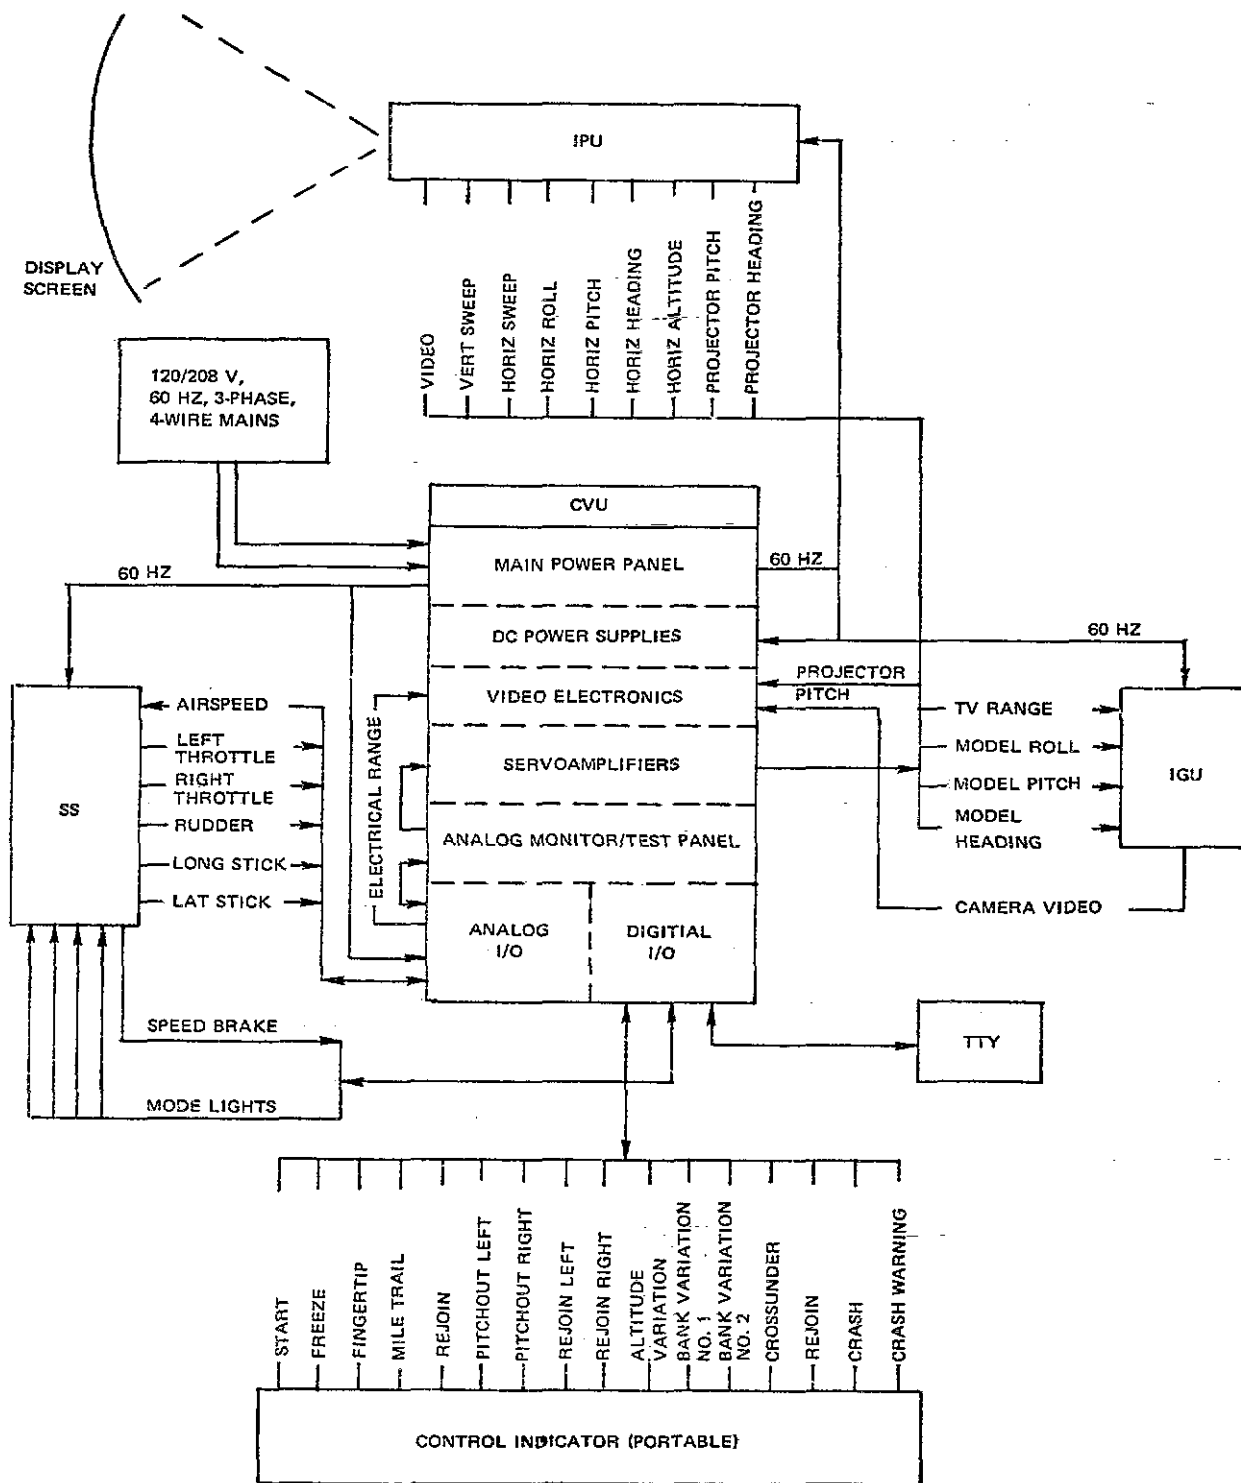 IPU
DISPLAY
SCREEN
VIDEO
VERT SWEEP
HORIZ SWEEP
HORIZ ROLL
HORIZ PITCH
HORIZ HEADING
HORIZ ALTITUDE
PROJECTOR PITCH
PROJECTOR HEADING
120/208 V,
60 HZ, 3-PHASE,
4-WIRE MAINS
CVU
MAIN POWER PANEL
60 HZ
60 HZ
DC POWER SUPPLIES
60 HZ
VIDEO ELECTRONICS
PROJECTOR
PITCH
SERVOAMPLIFIERS
ANALOG MONITOR/TEST PANEL
ANALOG
I/O
DIGITIAL
I/O
ELECTRICAL RANGE
SS
AIRSPEED
LEFT
THROTTLE
RIGHT
THROTTLE
RUDDER
LONG STICK
LAT STICK
TV RANGE
MODEL ROLL
MODEL PITCH
MODEL
HEADING
IGU
CAMERA VIDEO
SPEED BRAKE
MODE LIGHTS
TTY
START
FREEZE
FINGERTIP
MILE TRAIL
REJOIN
PITCHOUT LEFT
PITCHOUT RIGHT
REJOIN LEFT
REJOIN RIGHT
ALTITUDE
VARIATION
BANK VARIATION
NO. 1
BANK VARIATION
NO. 2
CROSSUNDER
REJOIN
CRASH
CRASH WARNING
CONTROL INDICATOR (PORTABLE)